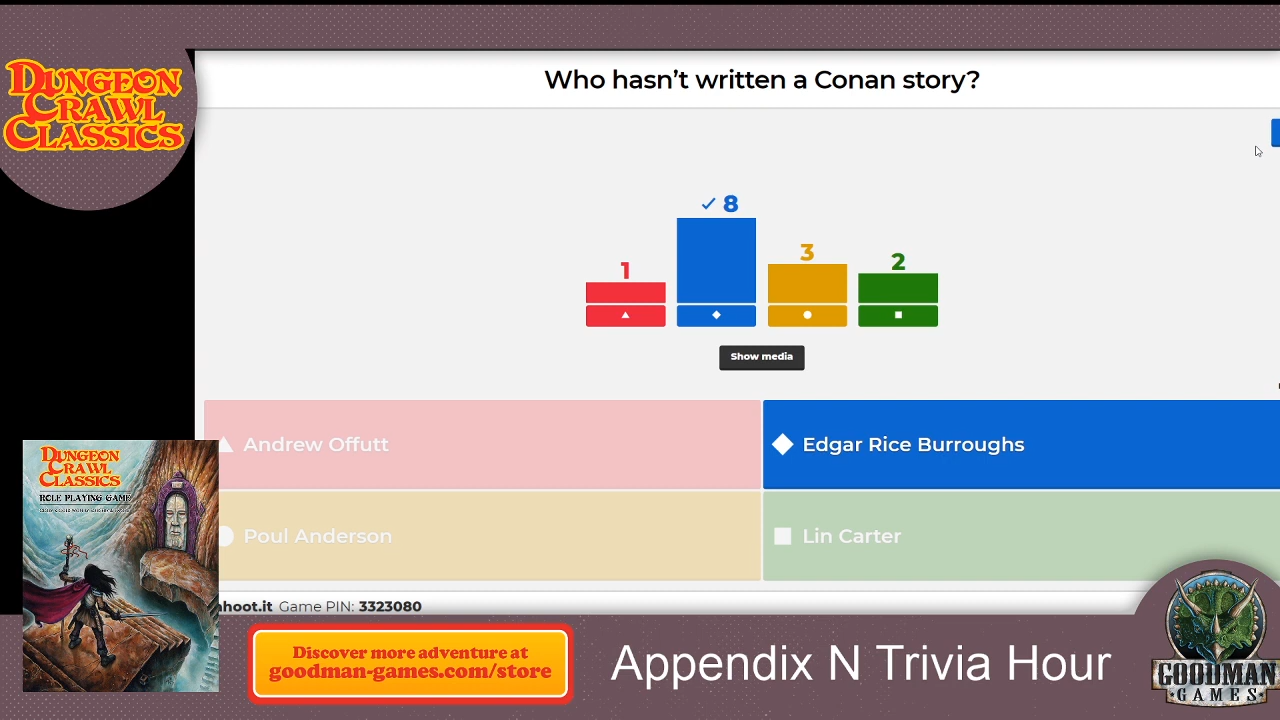 Who hasn't written a Conan story?
DUNGEON
CRAWL
CLASSICS
8
3
2
1
Show media
Andrew Offutt
Edgar Rice Burroughs
Poul Anderson
Lin Carter
DUNGEON
CRAWL
CLASSICS
ROLE PLAYING GAME
hoot.it Game PIN: 3323080
Discover more adventure at
goodman-games.com/store
Appendix N Trivia Hour
GOODMAN
GAMES